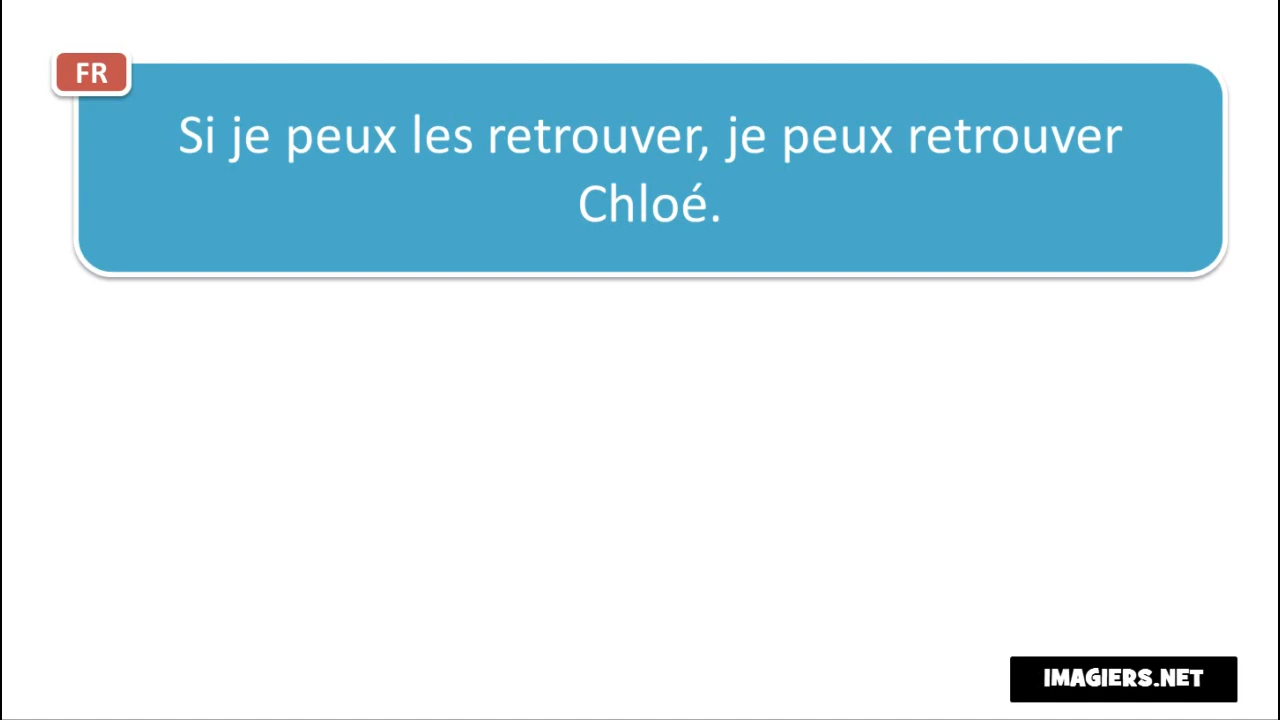 FR
Si je peux les retrouver, je peux retrouver
Chloé.
IMAGIERS.NET